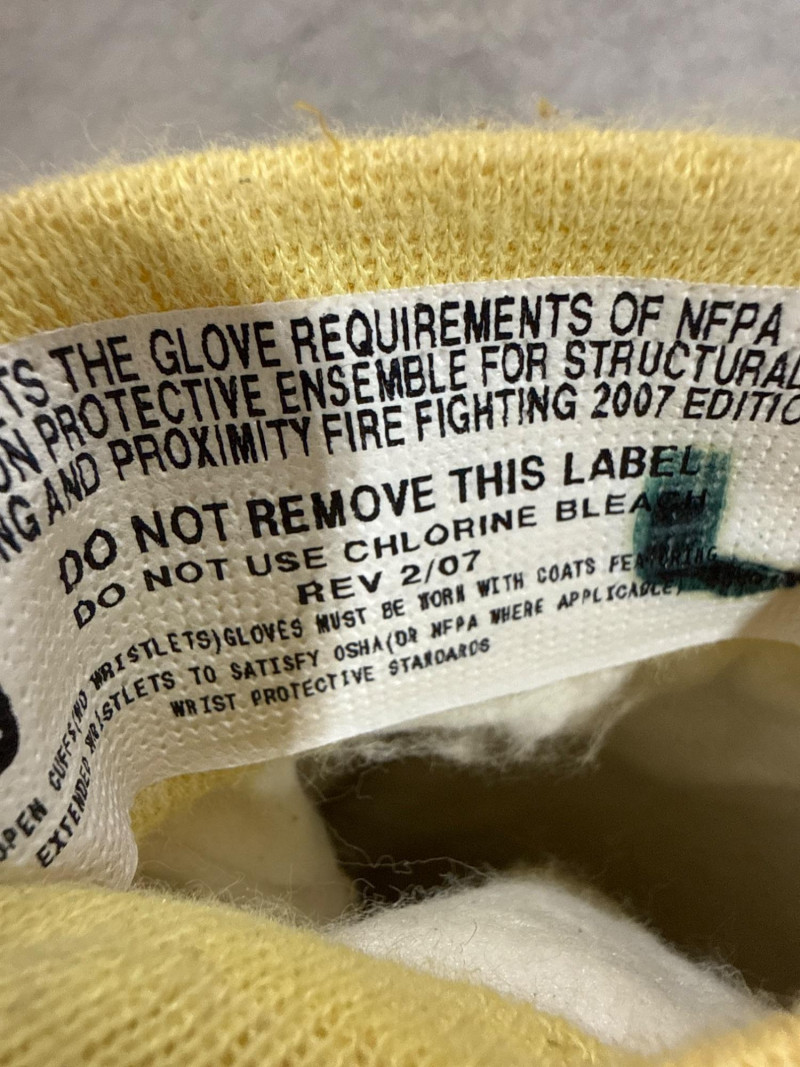 TS THE GLOVE REQUIREMENTS OF NFPA
ON PROTECTIVE ENSEMBLE FOR STRUCTURAL
NG AND PROXIMITY FIRE FIGHTING 2007 EDITIO
DO NOT REMOVE THIS LABEL
DO NOT USE CHLORINE BLEACH
REV 2/07
OPEN CUFFS(NO WRISTLETS)GLOVES MUST BE WORN WITH COATS FEATURING
EXTENDED WRISTLETS TO SATISFY OSHA(OR NFPA WHERE APPLICABLE)
WRIST PROTECTIVE STANDARDS